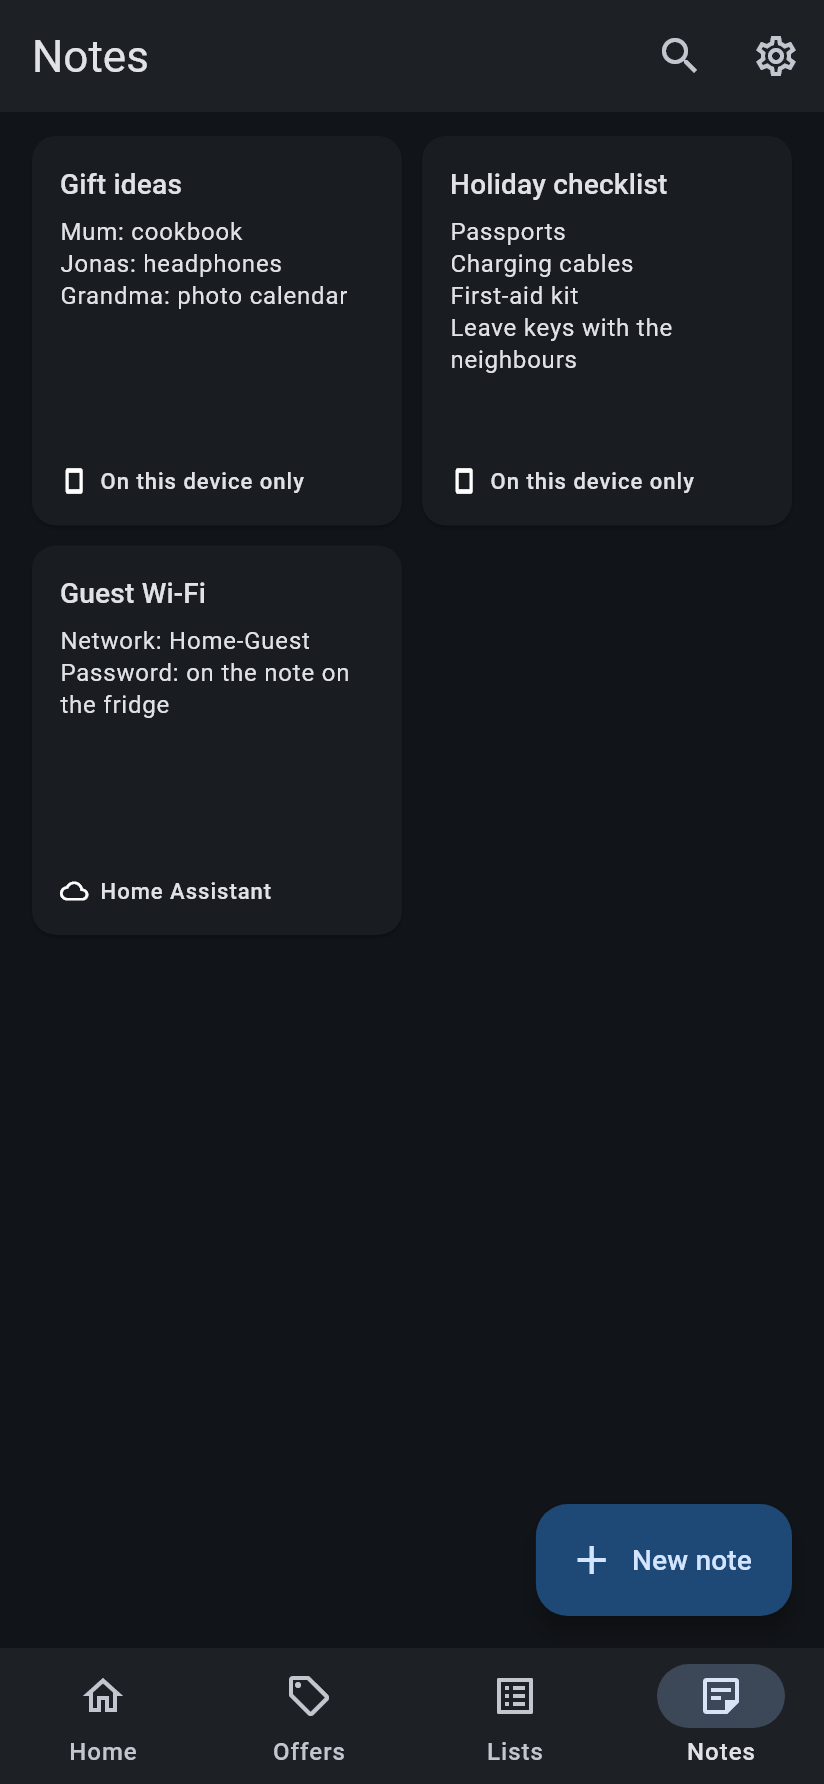 Notes
Gift ideas
Mum: cookbook
Jonas: headphones
Grandma: photo calendar
On this device only
Holiday checklist
Passports
Charging cables
First-aid kit
Leave keys with the
neighbours
On this device only
Guest Wi-Fi
Network: Home-Guest
Password: on the note on
the fridge
Home Assistant
New note
Home
Offers
Lists
Notes